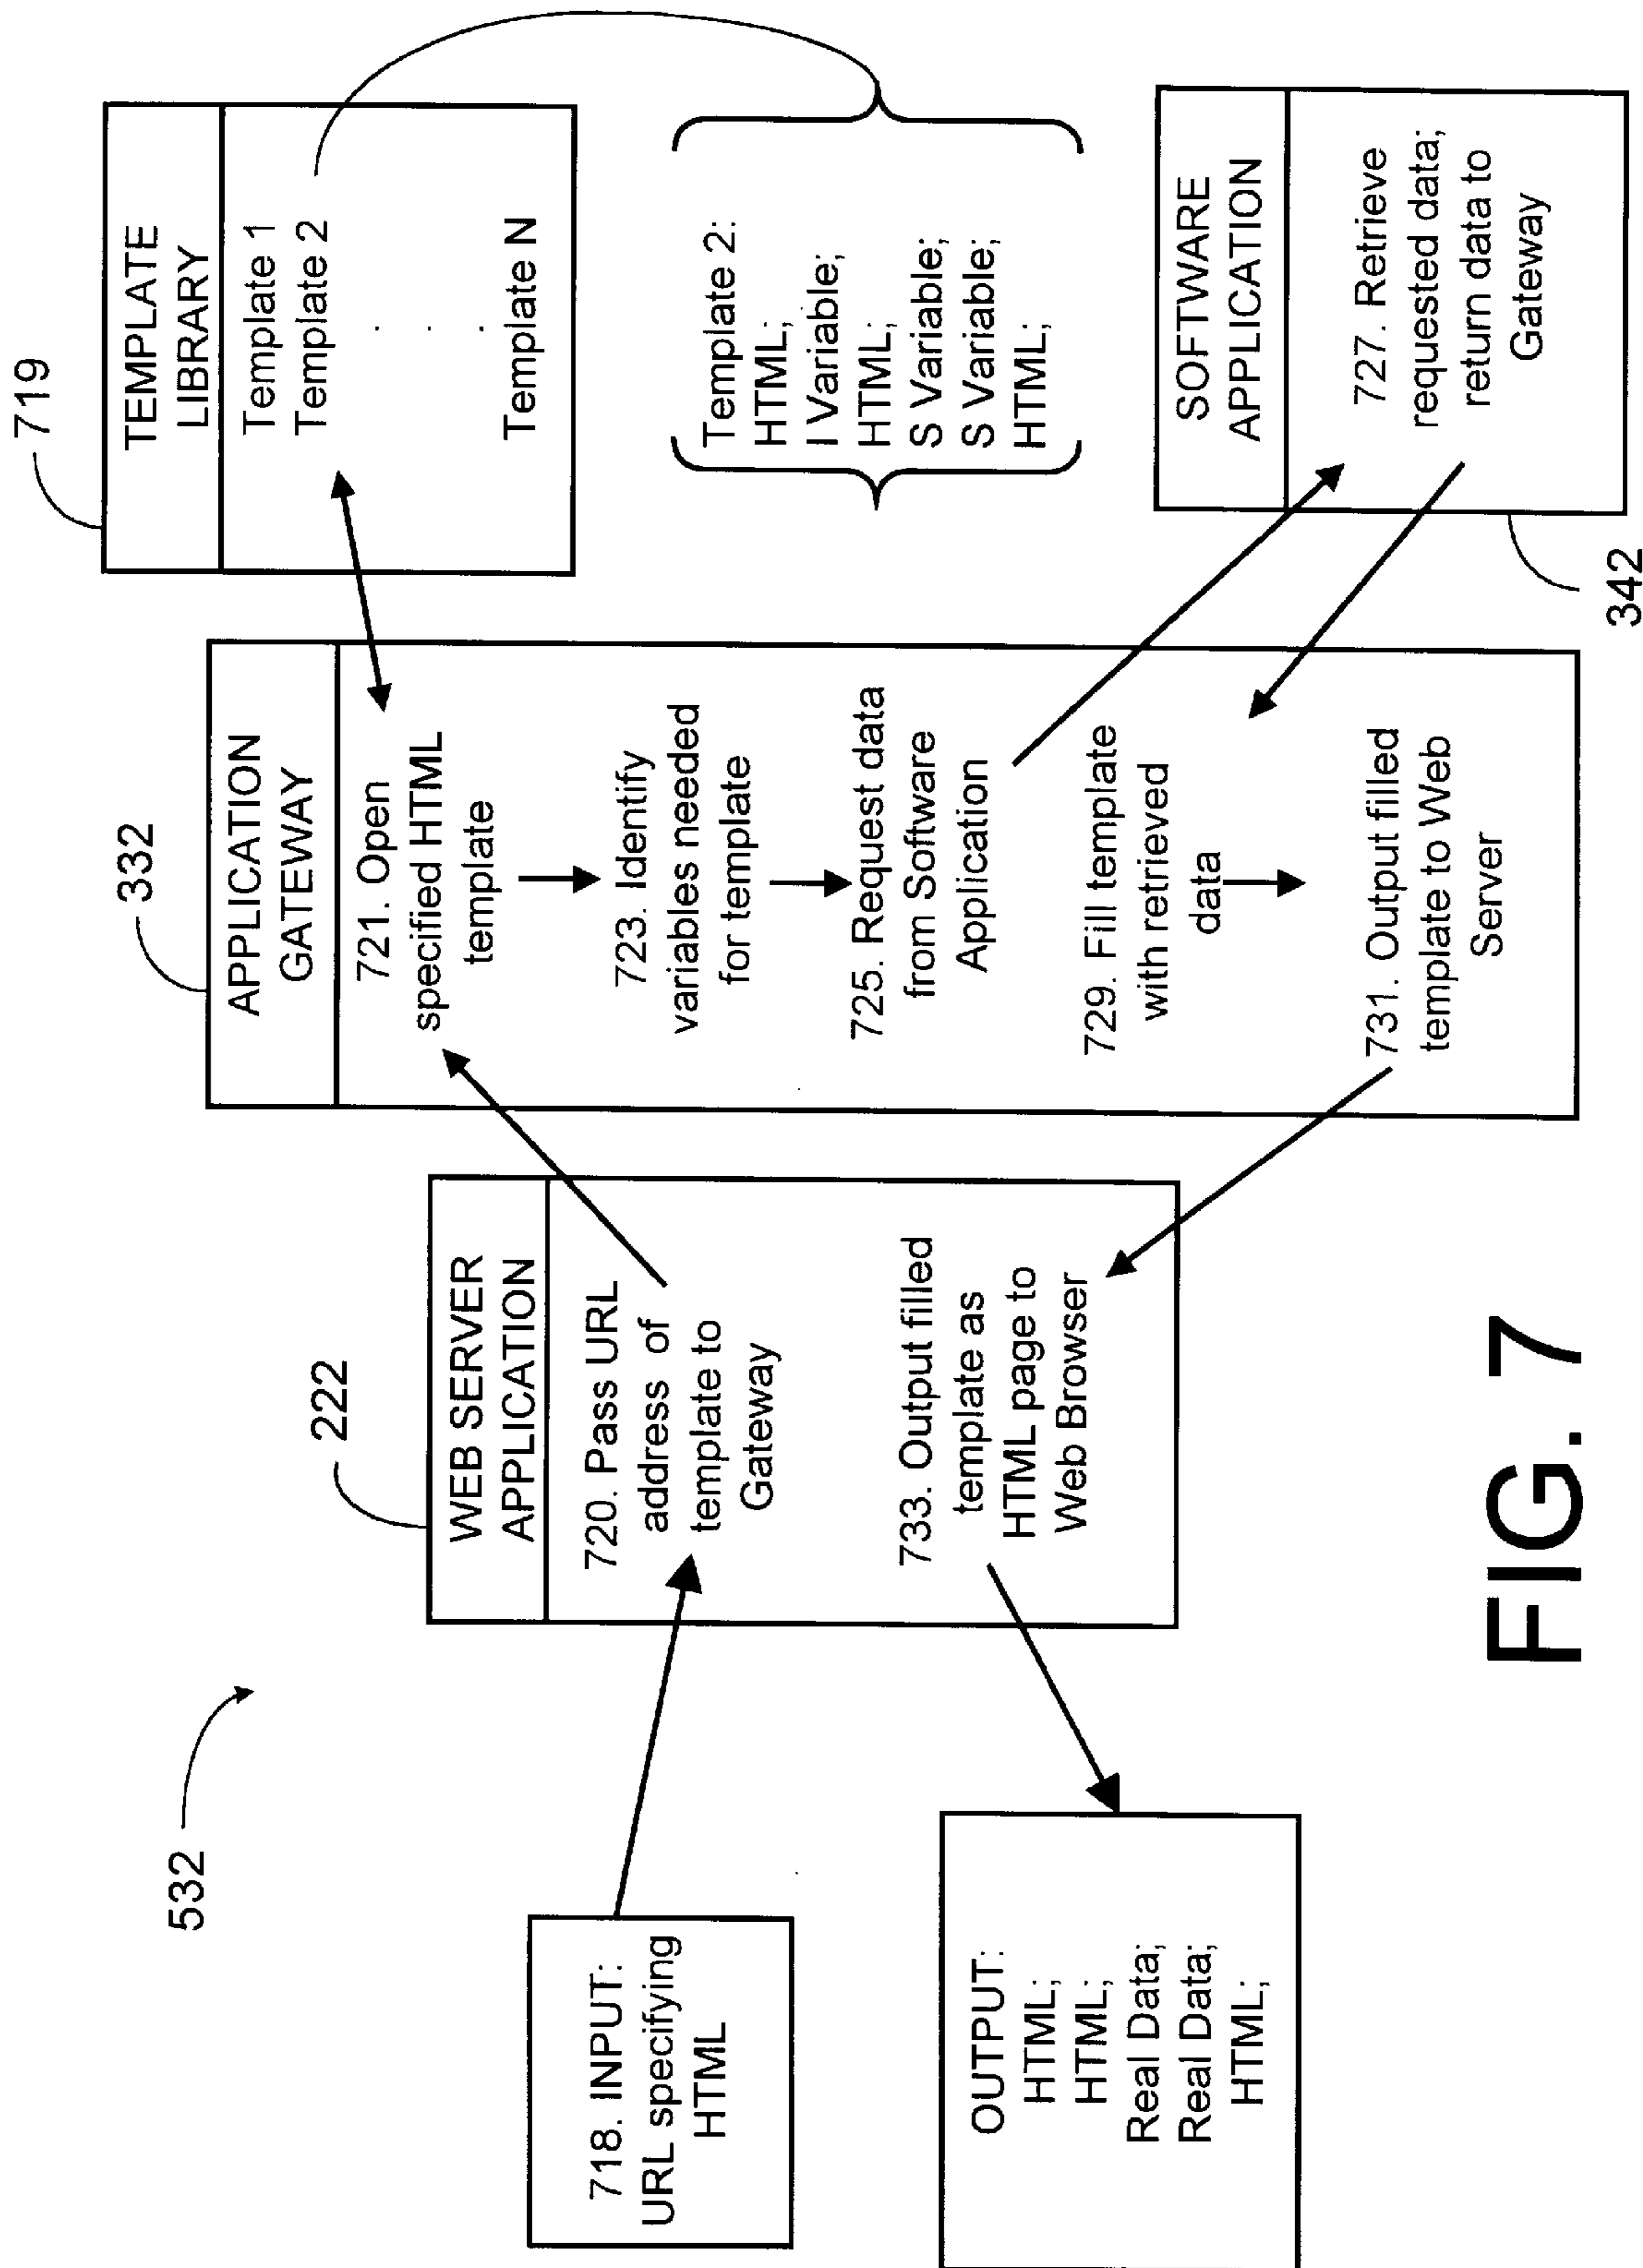 532
718. INPUT:
URL specifying
HTML
OUTPUT:
HTML;
HTML;
Real Data;
Real Data;
HTML;
222
WEB SERVER
APPLICATION
720. Pass URL
address of
template to
Gateway
733. Output filled
template as
HTML page to
Web Browser
332
APPLICATION
GATEWAY
721. Open
specified HTML
template
723. Identify
variables needed
for template
725. Request data
from Software
Application
729. Fill template
with retrieved
data
731. Output filled
template to Web
Server
719
TEMPLATE
LIBRARY
Template 1
Template 2
.
.
.
Template N
Template 2:
HTML;
I Variable;
HTML;
S Variable;
S Variable;
HTML;
SOFTWARE
APPLICATION
727. Retrieve
requested data;
return data to
Gateway
342
FIG. 7